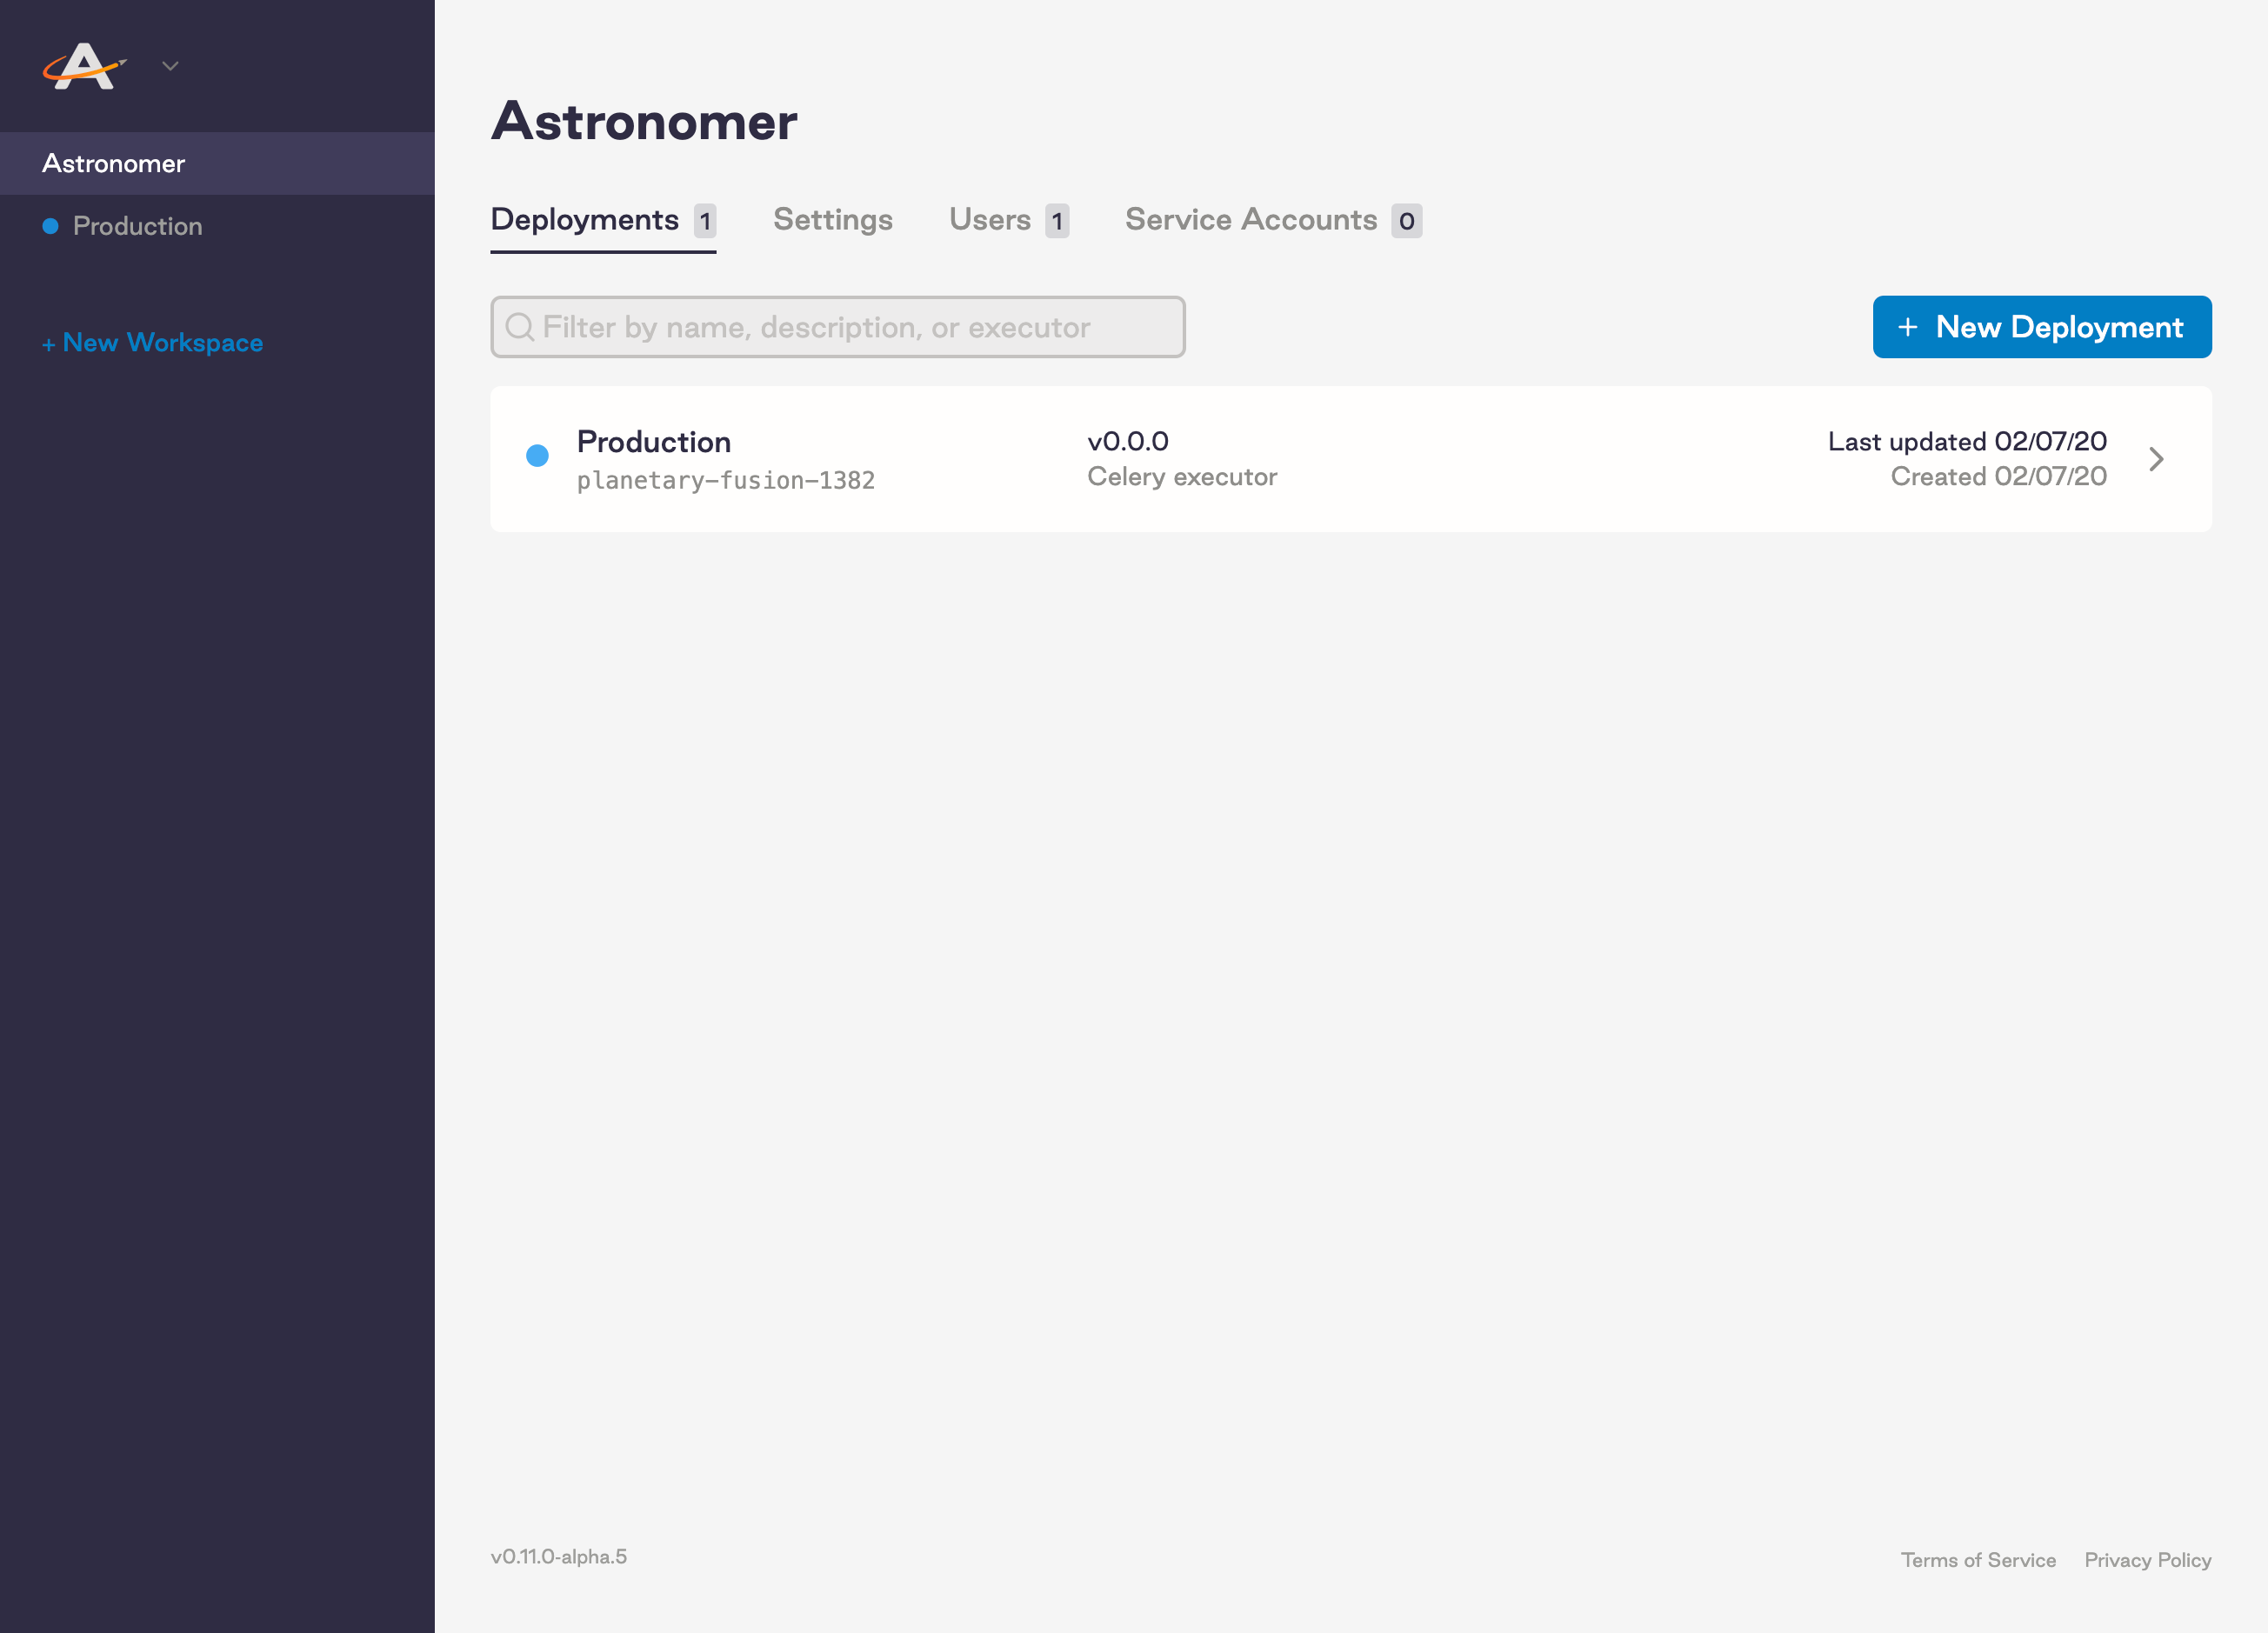 Astronomer
Production
+ New Workspace
Astronomer
Deployments 1 Settings Users 1 Service Accounts 0
Filter by name, description, or executor
+ New Deployment
Production v0.0.0 Last updated 02/07/20
planetary-fusion-1382 Celery executor Created 02/07/20
v0.11.0-alpha.5
Terms of Service Privacy Policy